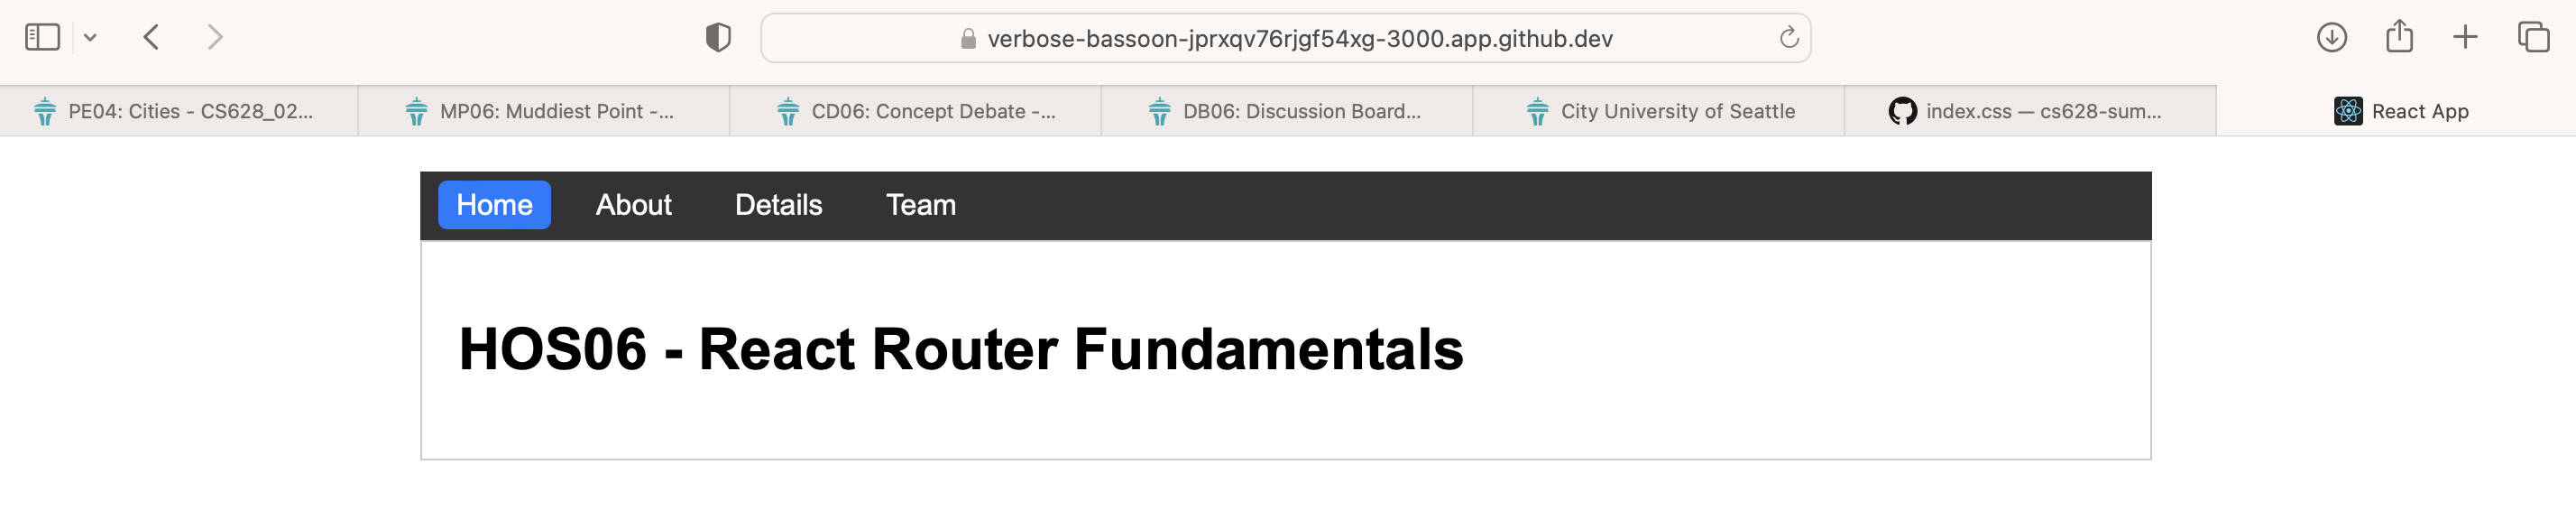 verbose-bassoon-jprxqv76rjgf54xg-3000.app.github.dev
PE04: Cities - CS628_02... MP06: Muddiest Point -... CD06: Concept Debate -... DB06: Discussion Board... City University of Seattle index.css — cs628-sum... React App
Home About Details Team
HOS06 - React Router Fundamentals